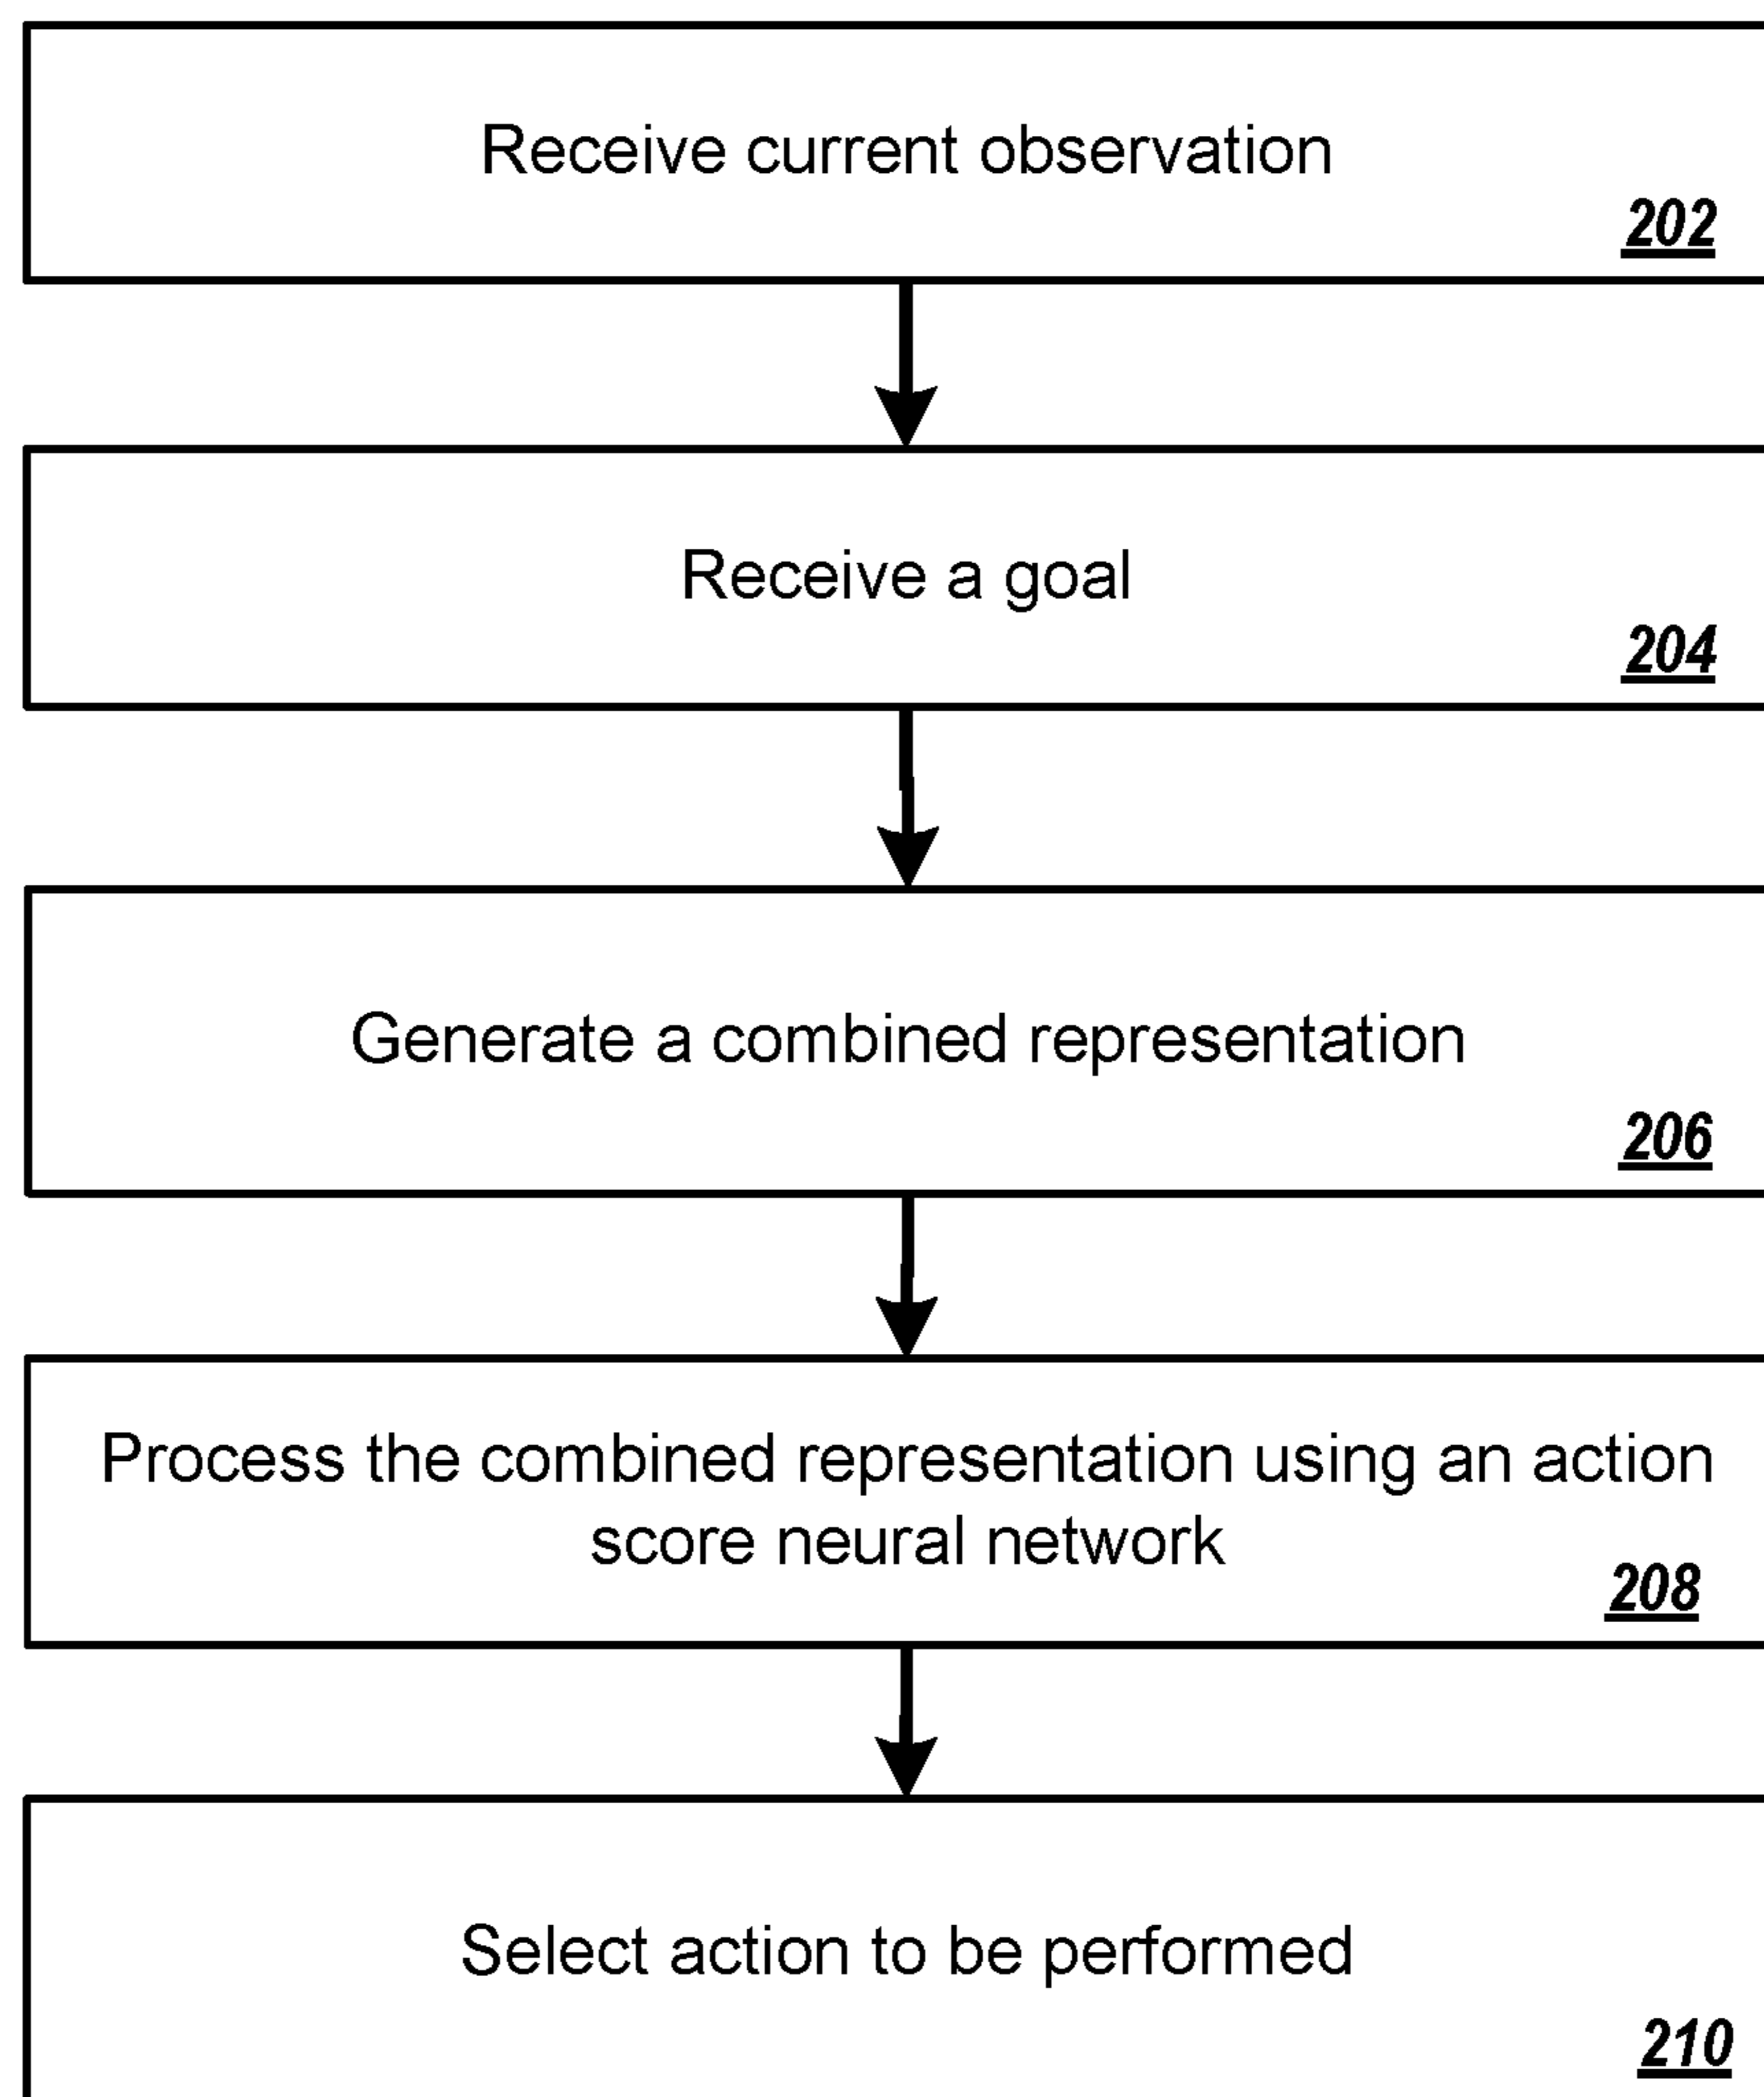 Receive current observation
202
Receive a goal
204
Generate a combined representation
206
Process the combined representation using an action
score neural network
208
Select action to be performed
210